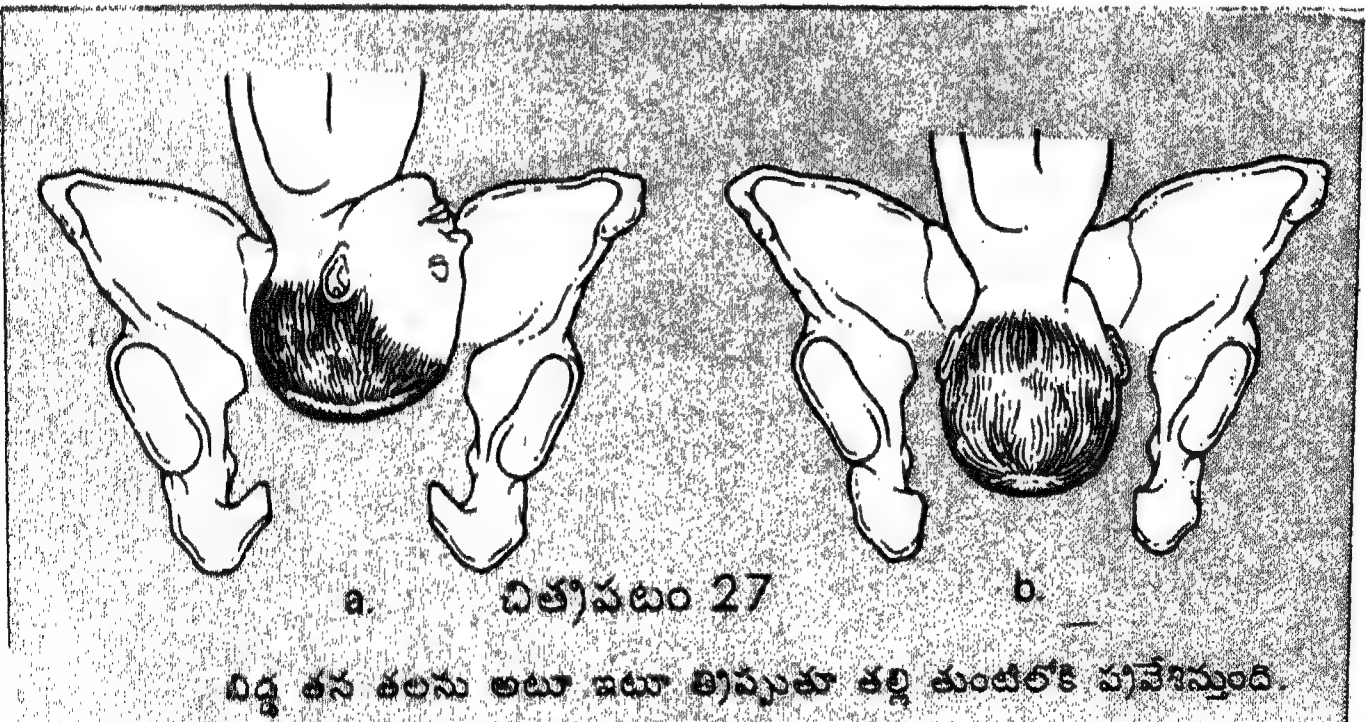 a. చిత్రపటం 27 b.
బిడ్డ తన తలను అటూ ఇటూ త్రిప్పుతూ తల్లి తుంటిలోకి ప్రవేశిస్తుంది.